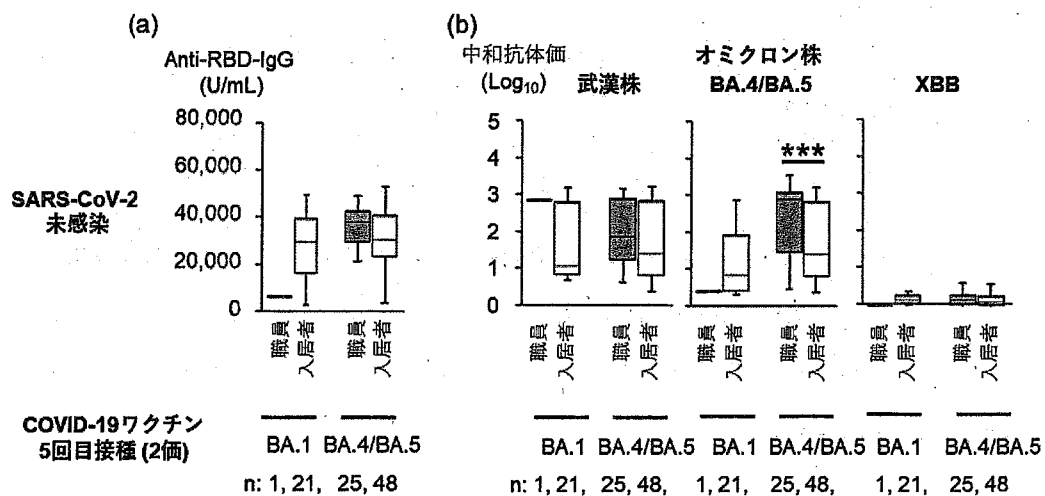 (a)
Anti-RBD-IgG
(U/mL)
80,000
60,000
40,000
20,000
0
SARS-CoV-2
未感染
職員
入居者
職員
入居者
(b)
中和抗体価
(Log₁₀)
武漢株
オミクロン株
BA.4/BA.5
XBB
5
4
3
2
1
0
***
職員
入居者
職員
入居者
職員
入居者
職員
入居者
職員
入居者
職員
入居者
COVID-19ワクチン
5回目接種 (2価)
BA.1 BA.4/BA.5 BA.1 BA.4/BA.5 BA.1 BA.4/BA.5 BA.1 BA.4/BA.5
n: 1, 21, 25, 48 n: 1, 21, 25, 48, 1, 21, 25, 48, 1, 21, 25, 48